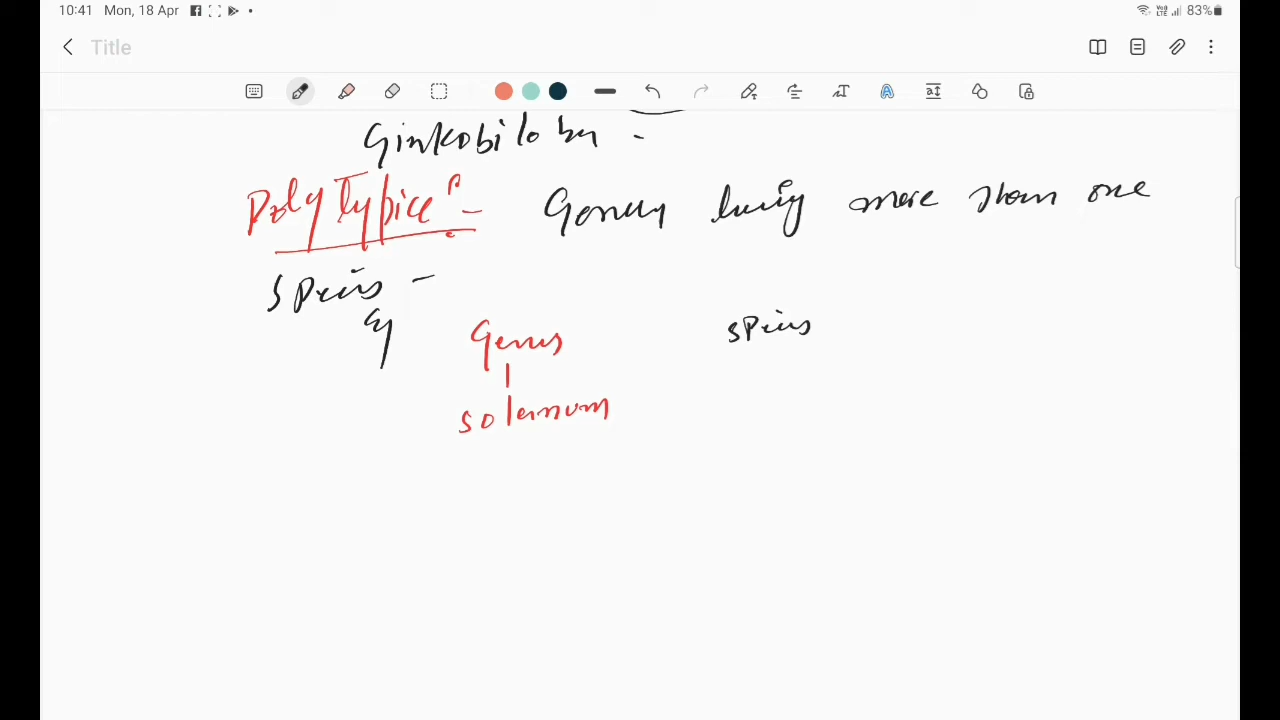 10:41 Mon, 18 Apr 83%
Title
Ginkobiloba -
Polytypic - Genus having more than one
species -
eg Genus species
solanum